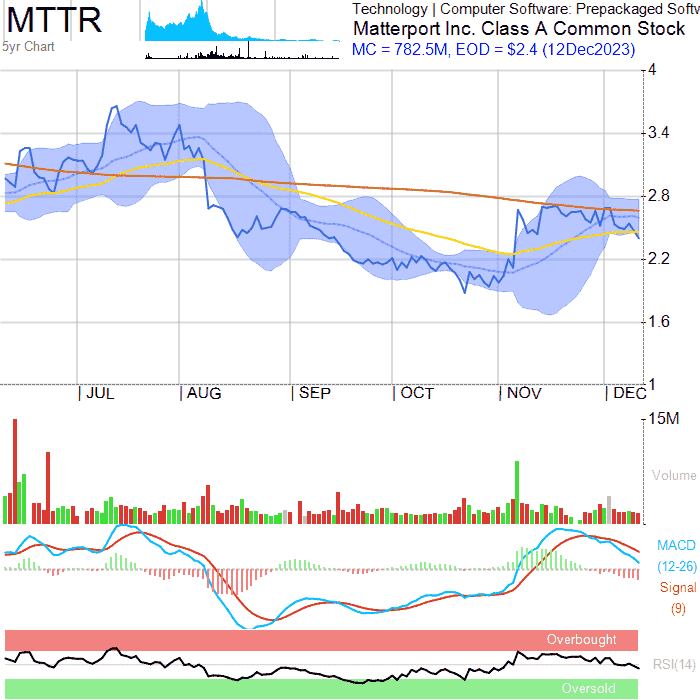 MTTR
5yr Chart
Technology | Computer Software: Prepackaged Softw
Matterport Inc. Class A Common Stock
MC = 782.5M, EOD = $2.4 (12Dec2023)
4
3.4
2.8
2.2
1.6
1
| JUL | AUG | SEP | OCT | NOV | DEC
15M
Volume
MACD
(12-26)
Signal
(9)
Overbought
RSI(14)
Oversold